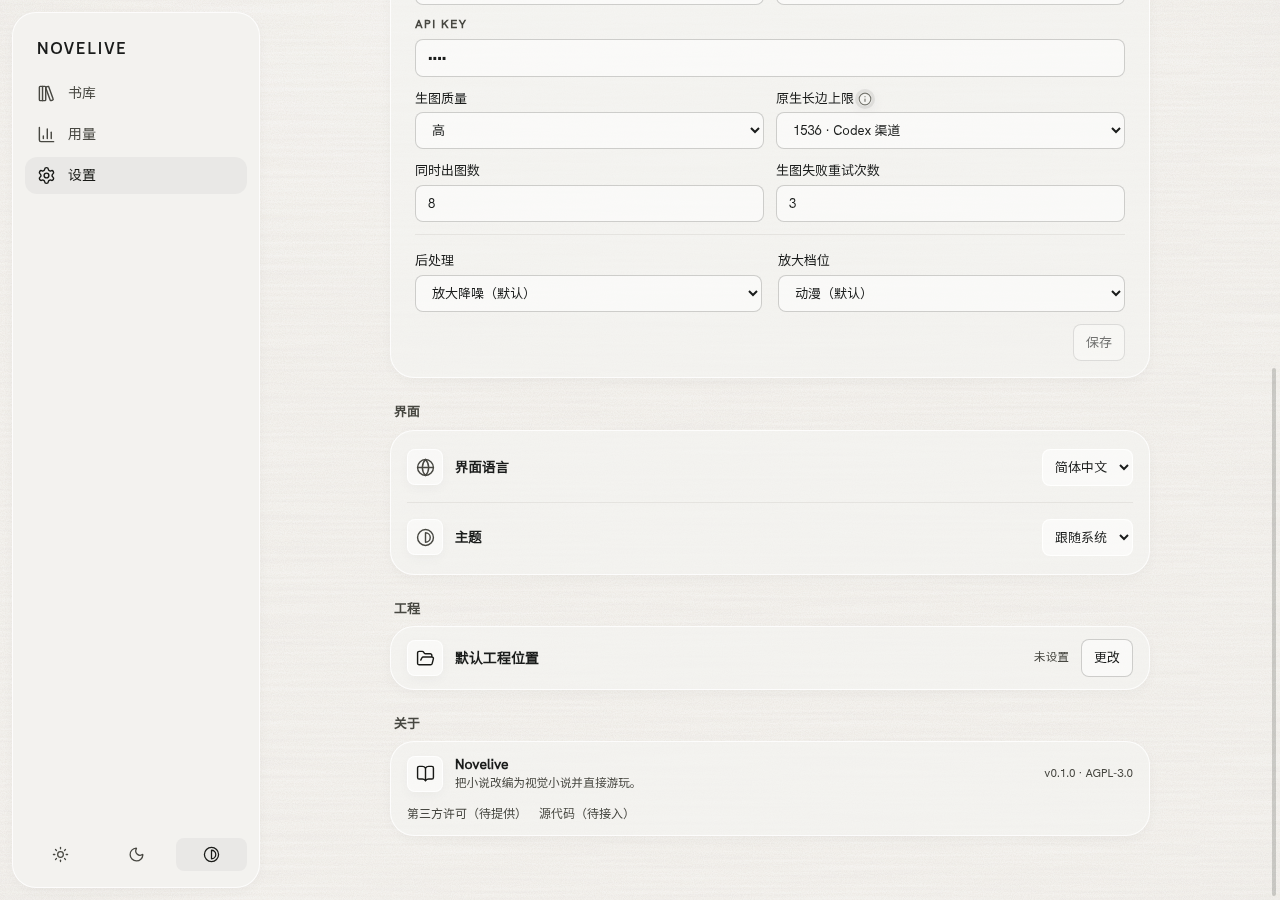 NOVELIVE
书库
用量
设置
API KEY
••••
生图质量
原生长边上限
高
1536 · Codex 渠道
同时出图数
生图失败重试次数
8
3
后处理
放大档位
放大降噪（默认）
动漫（默认）
保存
界面
界面语言
简体中文
主题
跟随系统
工程
默认工程位置
未设置
更改
关于
Novelive
把小说改编为视觉小说并直接游玩。
v0.1.0 · AGPL-3.0
第三方许可（待提供） 源代码（待接入）